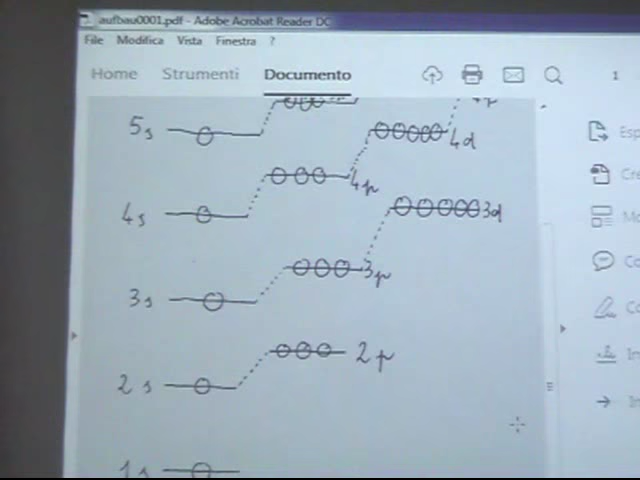 aufbau0001.pdf - Adobe Acrobat Reader DC
File Modifica Vista Finestra ?
Home Strumenti Documento 1
5s
4d
4p
4s
3d
3p
3s
2p
2s
1s